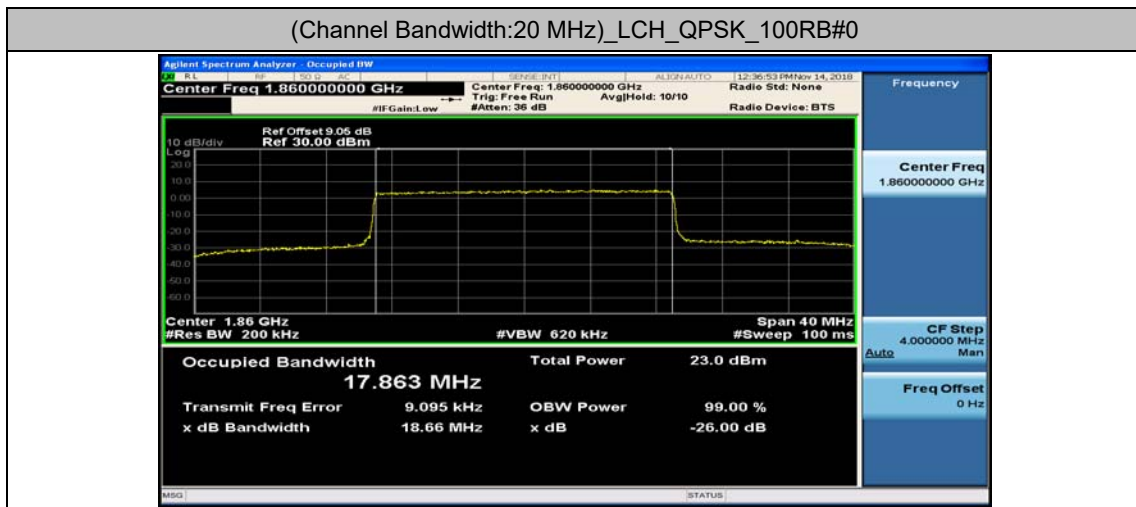 (Channel Bandwidth:20 MHz)_LCH_QPSK_100RB#0
Agilent Spectrum Analyzer - Occupied BW
RL RF 50 Ω AC SENSE:INT ALIGN AUTO 12:36:53 PM Nov 14, 2018
Center Freq 1.860000000 GHz
Center Freq: 1.860000000 GHz
Radio Std: None
Trig: Free Run Avg|Hold: 10/10
#IFGain:Low
#Atten: 36 dB
Radio Device: BTS
Frequency
Ref Offset 9.05 dB
10 dB/div Ref 30.00 dBm
Log
20.0
10.0
0.00
-10.0
-20.0
-30.0
-40.0
-50.0
-60.0
Center Freq
1.860000000 GHz
Center 1.86 GHz Span 40 MHz
#Res BW 200 kHz #VBW 620 kHz #Sweep 100 ms
CF Step
4.000000 MHz
Auto Man
Occupied Bandwidth Total Power 23.0 dBm
17.863 MHz
Transmit Freq Error 9.095 kHz OBW Power 99.00 %
x dB Bandwidth 18.66 MHz x dB -26.00 dB
Freq Offset
0 Hz
MSG STATUS